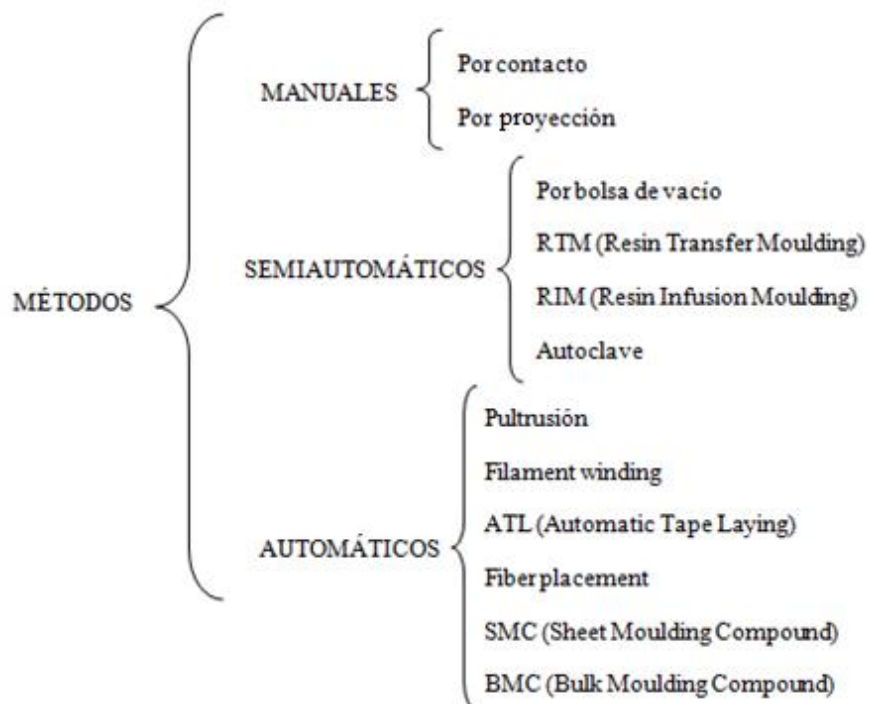 MÉTODOS
MANUALES
Por contacto
Por proyección
SEMIAUTOMÁTICOS
Por bolsa de vacío
RTM (Resin Transfer Moulding)
RIM (Resin Infusion Moulding)
Autoclave
AUTOMÁTICOS
Pultrusión
Filament winding
ATL (Automatic Tape Laying)
Fiber placement
SMC (Sheet Moulding Compound)
BMC (Bulk Moulding Compound)